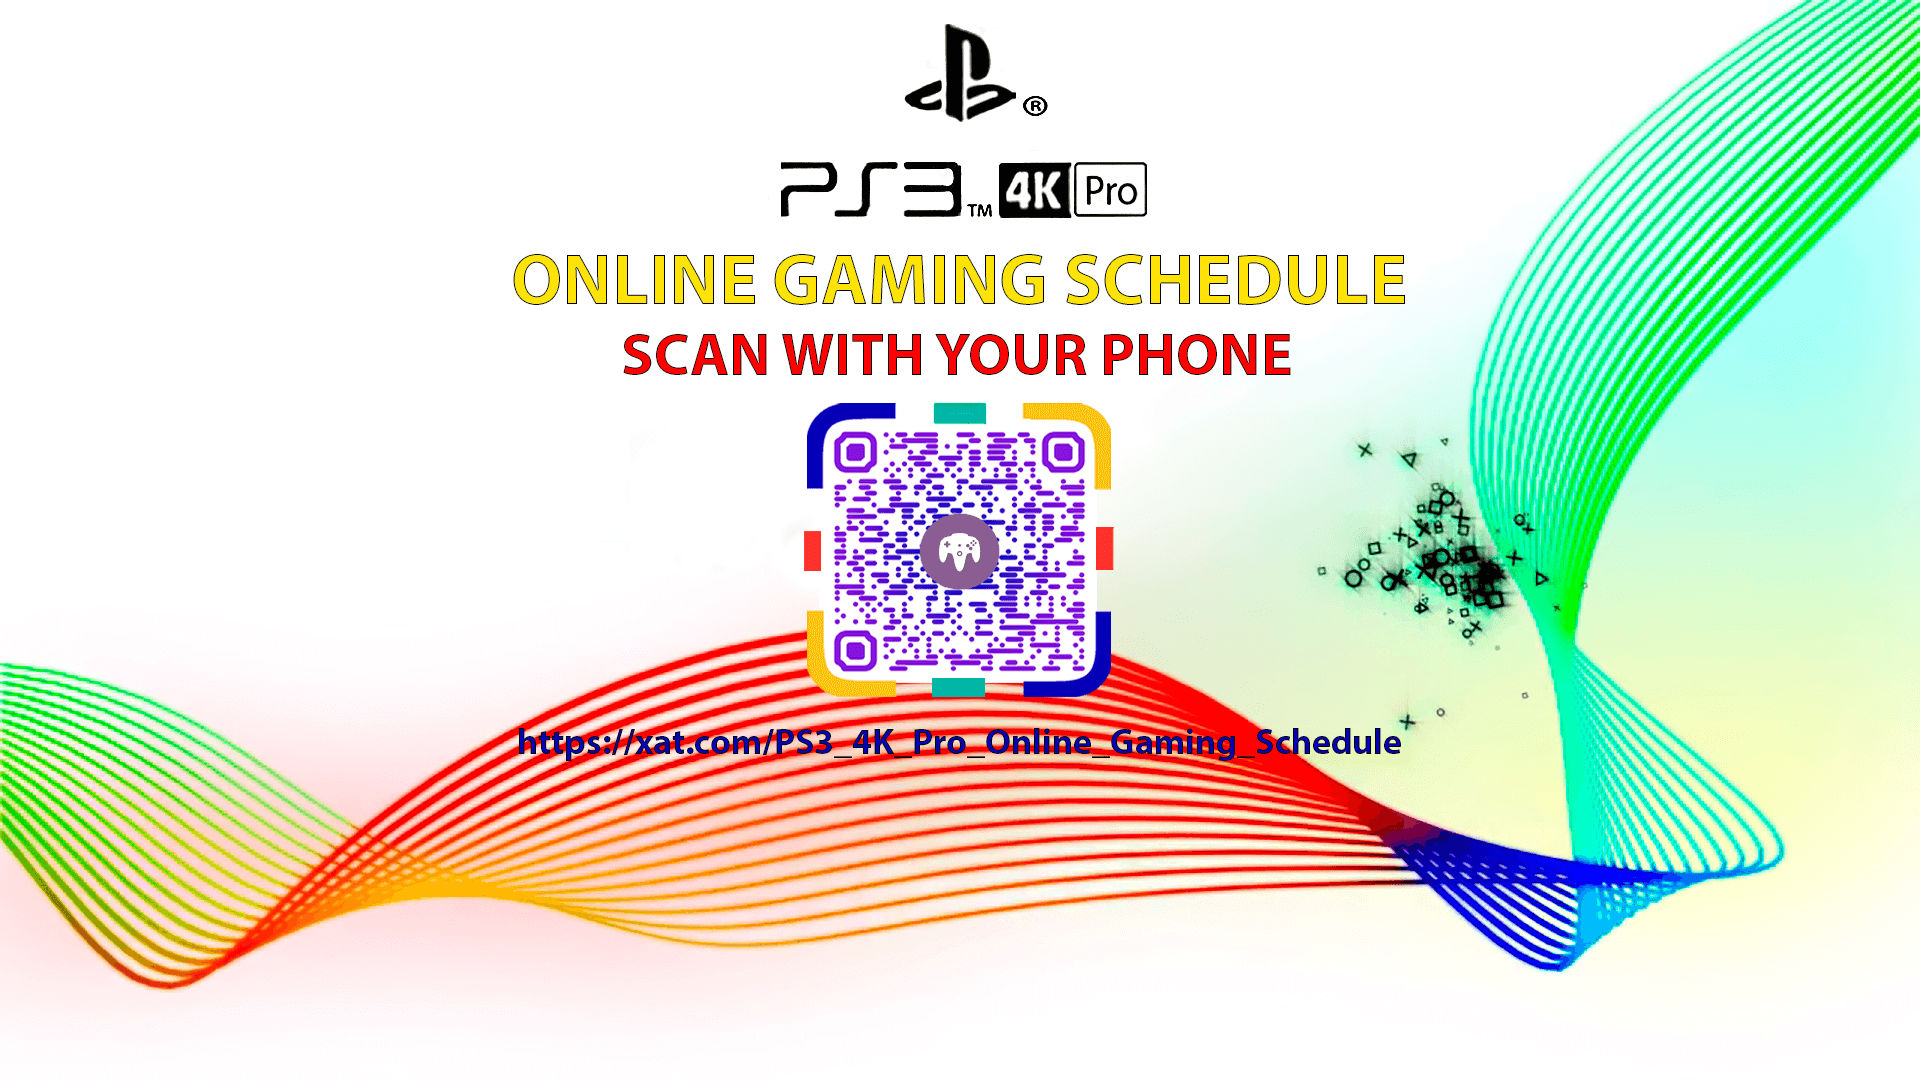 ®
PS3™ 4K Pro
ONLINE GAMING SCHEDULE
SCAN WITH YOUR PHONE
https://xat.com/PS3_4K_Pro_Online_Gaming_Schedule